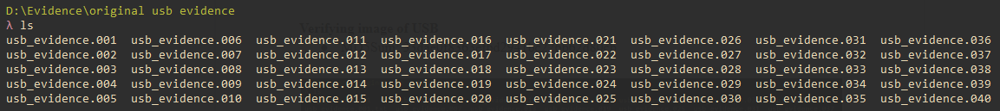 D:\Evidence\original usb evidence
λ ls
usb_evidence.001 usb_evidence.006 usb_evidence.011 usb_evidence.016 usb_evidence.021 usb_evidence.026 usb_evidence.031 usb_evidence.036
usb_evidence.002 usb_evidence.007 usb_evidence.012 usb_evidence.017 usb_evidence.022 usb_evidence.027 usb_evidence.032 usb_evidence.037
usb_evidence.003 usb_evidence.008 usb_evidence.013 usb_evidence.018 usb_evidence.023 usb_evidence.028 usb_evidence.033 usb_evidence.038
usb_evidence.004 usb_evidence.009 usb_evidence.014 usb_evidence.019 usb_evidence.024 usb_evidence.029 usb_evidence.034 usb_evidence.039
usb_evidence.005 usb_evidence.010 usb_evidence.015 usb_evidence.020 usb_evidence.025 usb_evidence.030 usb_evidence.035 usb_evidence.040
Verifying image of USB